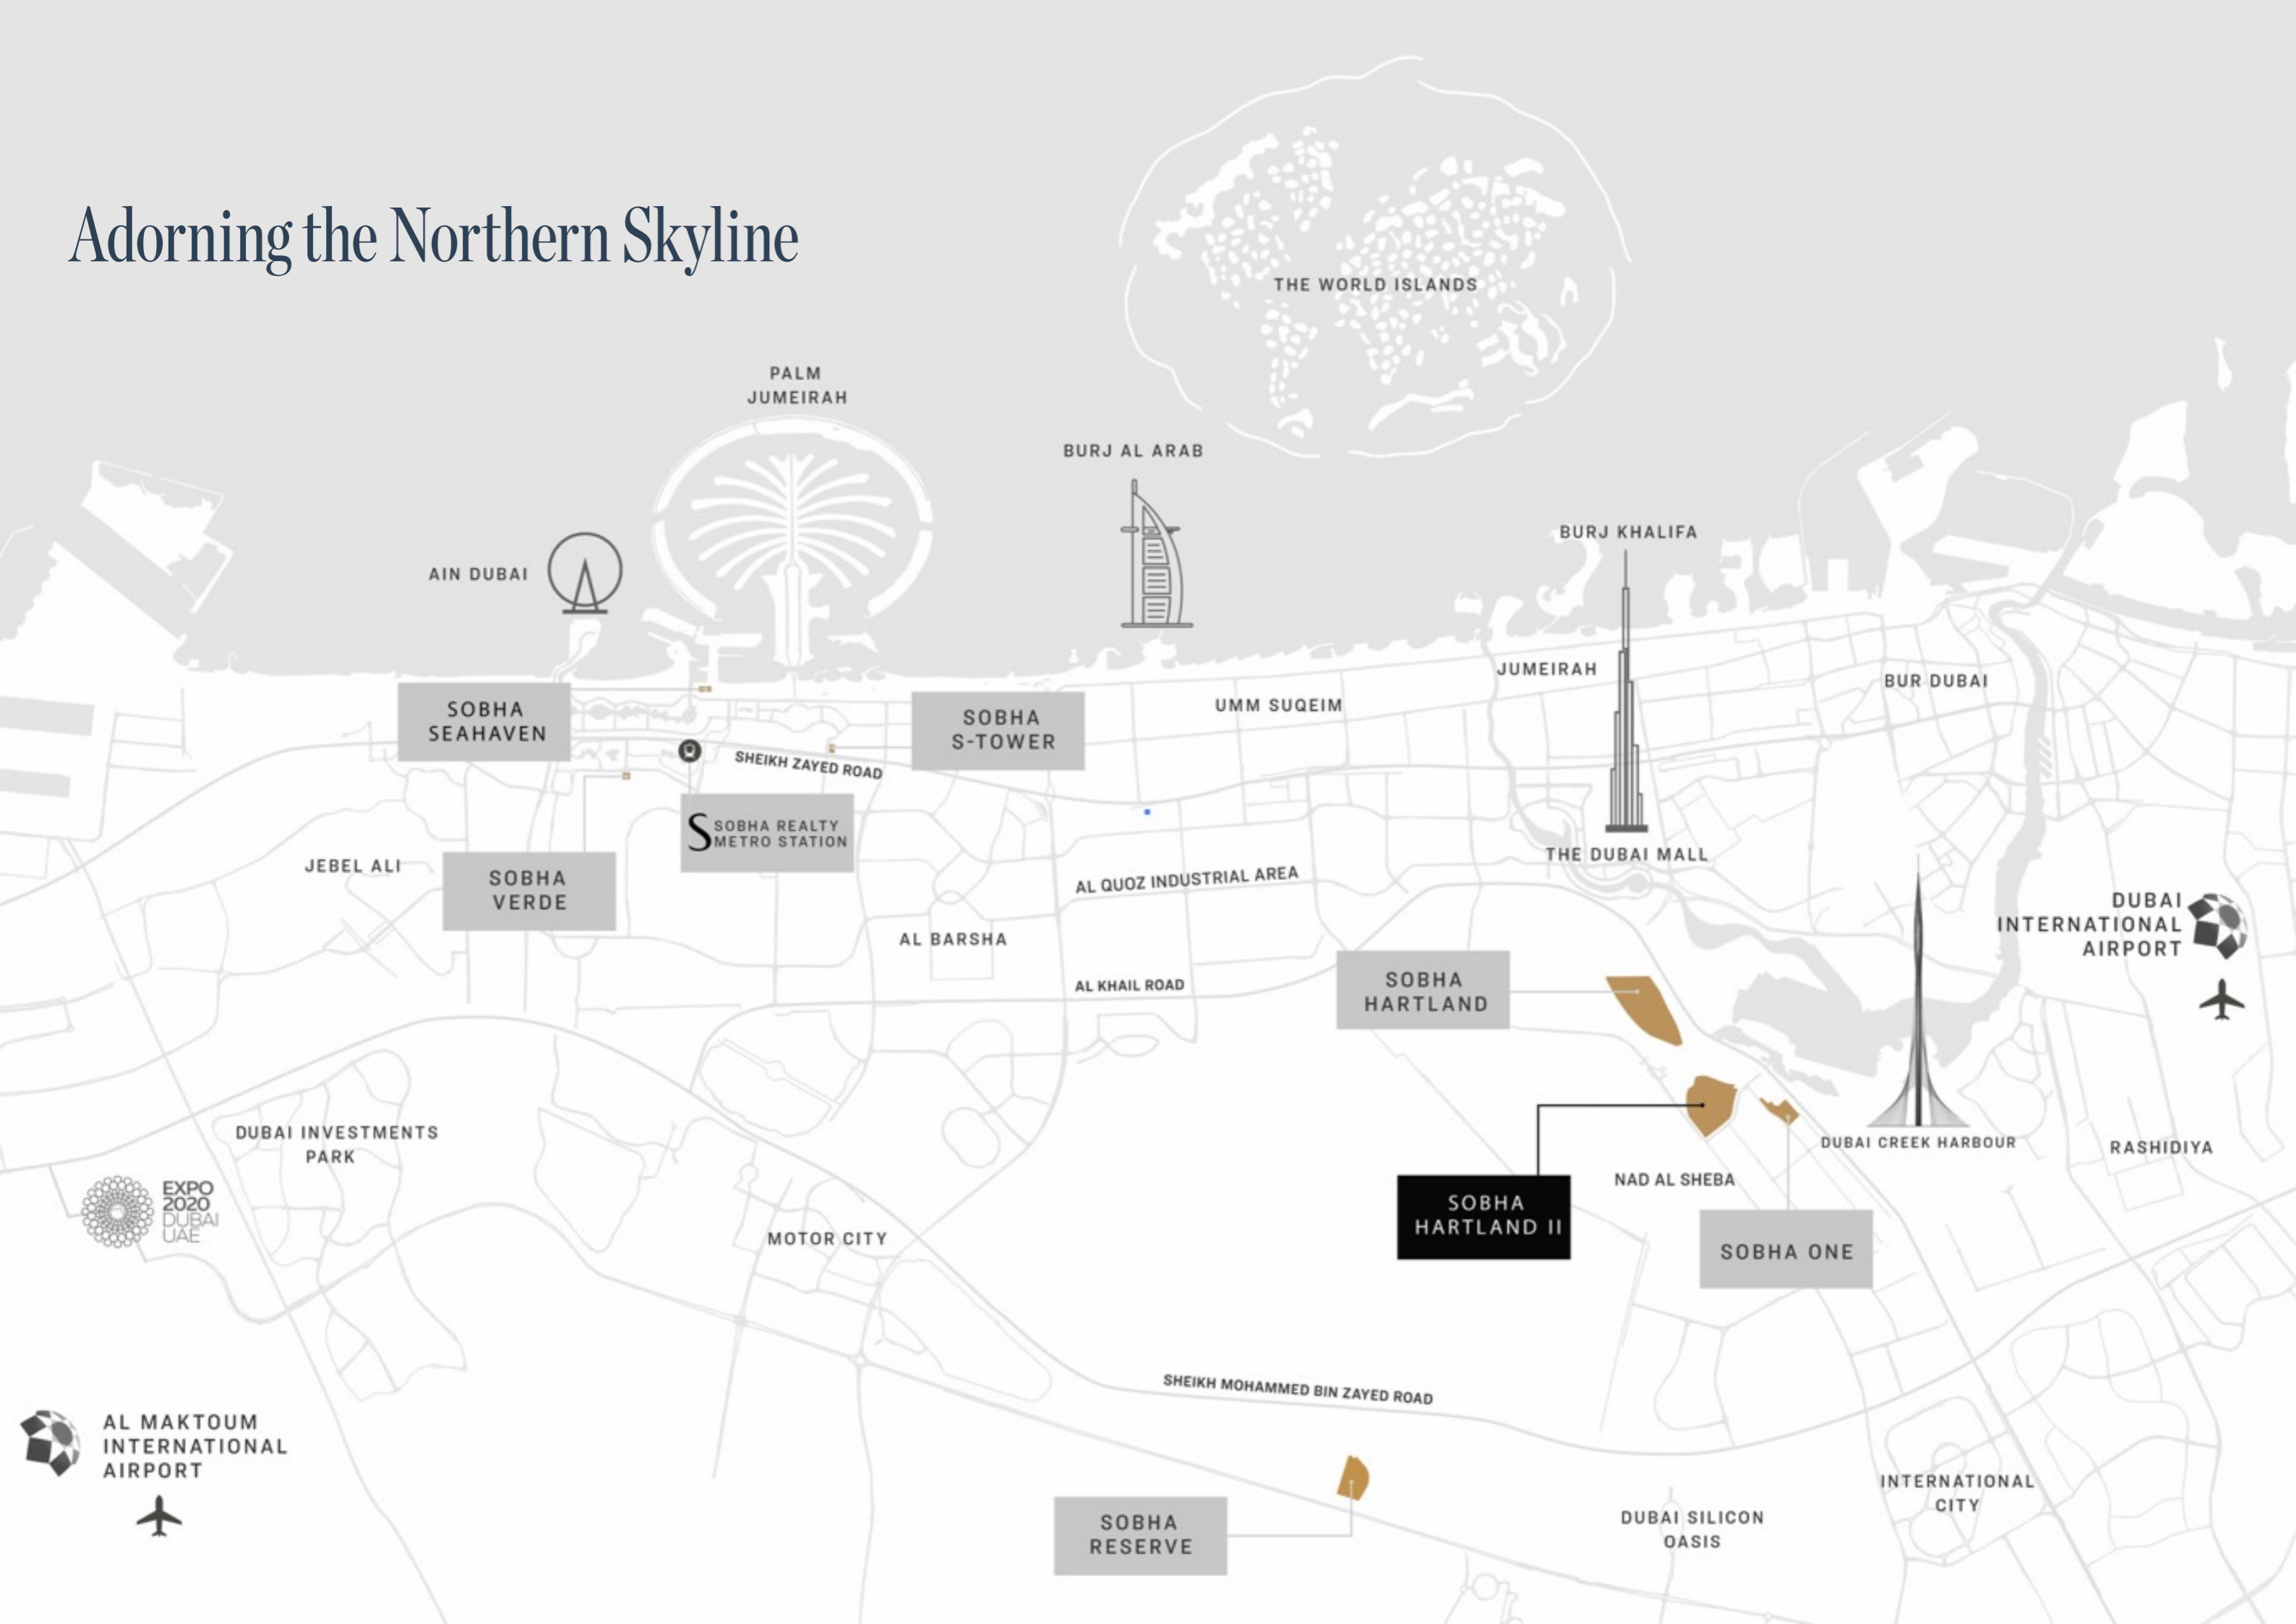 Adorning the Northern Skyline
THE WORLD ISLANDS
PALM
JUMEIRAH
BURJ AL ARAB
BURJ KHALIFA
AIN DUBAI
JUMEIRAH
BUR DUBAI
SOBHA
SEAHAVEN
SOBHA
S-TOWER
UMM SUQEIM
SHEIKH ZAYED ROAD
S SOBHA REALTY
METRO STATION
JEBEL ALI
SOBHA
VERDE
THE DUBAI MALL
AL QUOZ INDUSTRIAL AREA
DUBAI
INTERNATIONAL
AIRPORT
AL BARSHA
AL KHAIL ROAD
SOBHA
HARTLAND
DUBAI INVESTMENTS
PARK
DUBAI CREEK HARBOUR
RASHIDIYA
NAD AL SHEBA
EXPO
2020
DUBAI
UAE
SOBHA
HARTLAND II
MOTOR CITY
SOBHA ONE
SHEIKH MOHAMMED BIN ZAYED ROAD
AL MAKTOUM
INTERNATIONAL
AIRPORT
INTERNATIONAL
CITY
SOBHA
RESERVE
DUBAI SILICON
OASIS